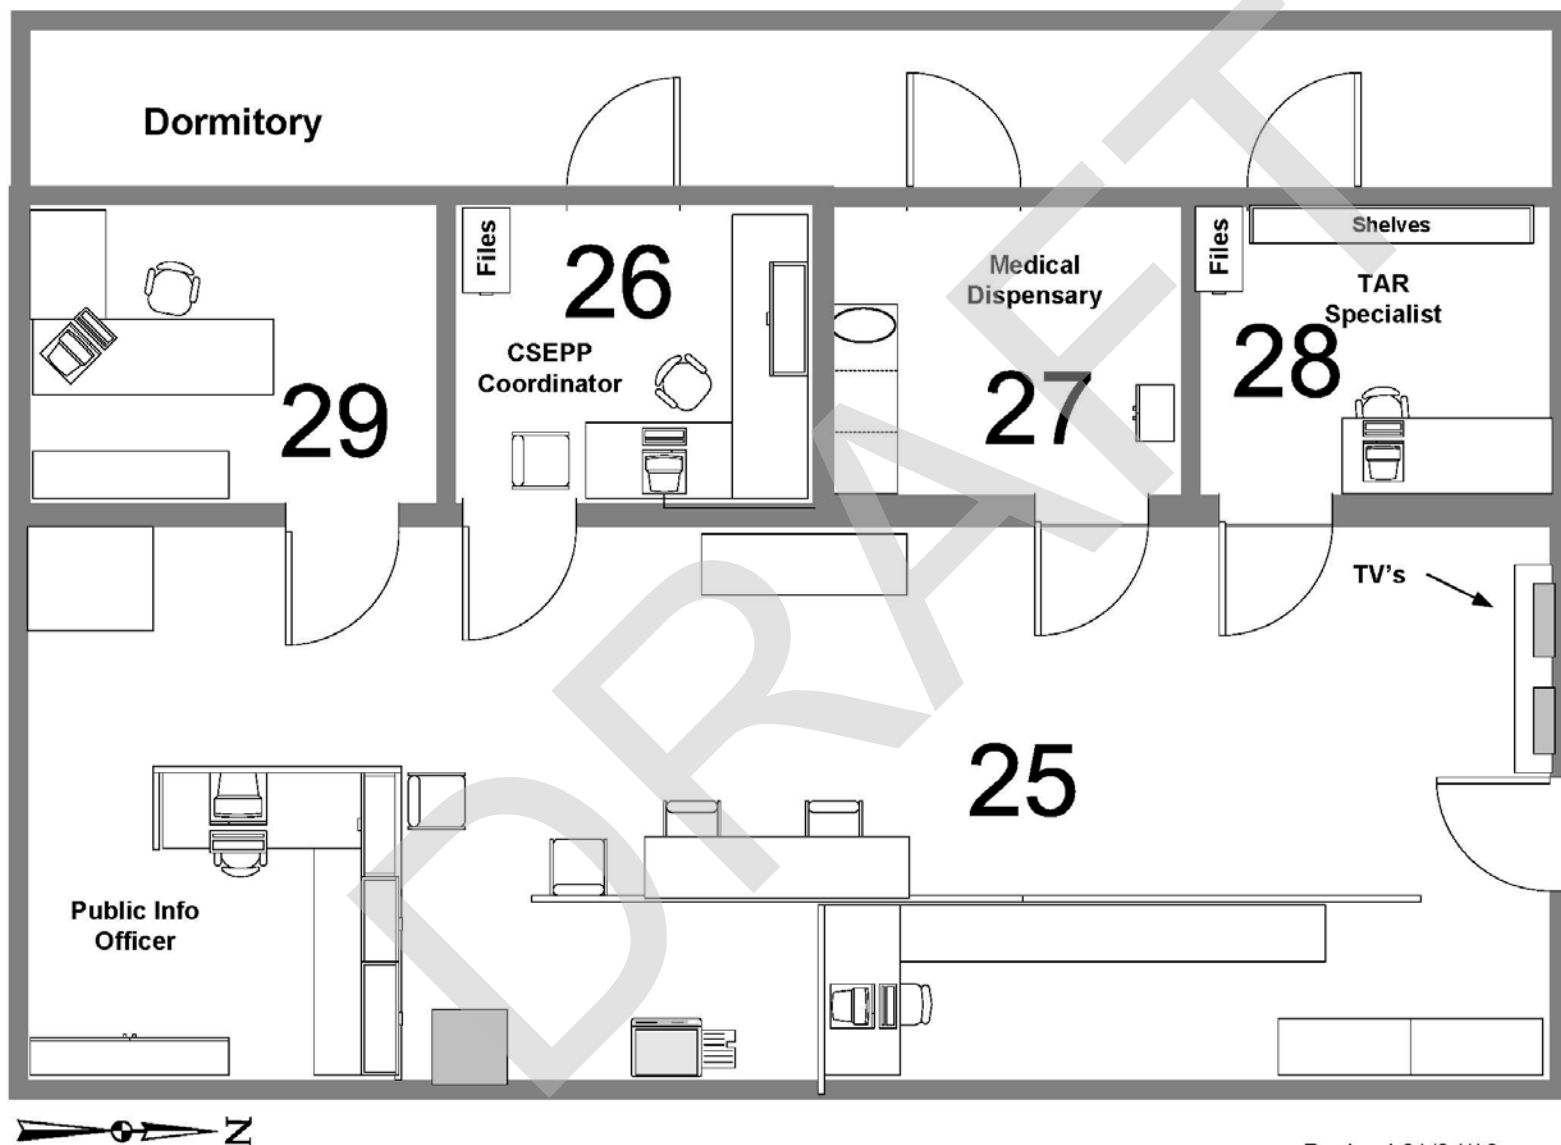 Dormitory
Files
26
CSEPP
Coordinator
29
Medical
Dispensary
27
Files
Shelves
TAR
Specialist
28
TV's
25
Public Info
Officer
N
DRAFT